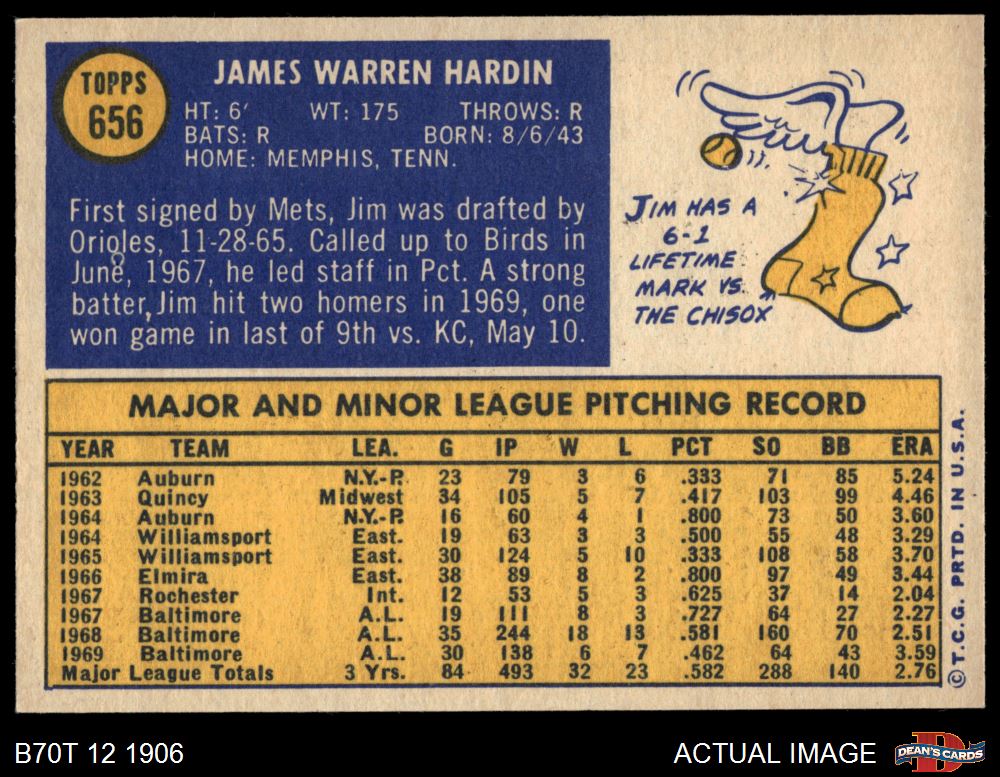 TOPPS
656
JAMES WARREN HARDIN
HT: 6' WT: 175 THROWS: R
BATS: R BORN: 8/6/43
HOME: MEMPHIS, TENN.
First signed by Mets, Jim was drafted by
Orioles, 11-28-65. Called up to Birds in
June, 1967, he led staff in Pct. A strong
batter, Jim hit two homers in 1969, one
won game in last of 9th vs. KC, May 10.
JIM HAS A
6-1
LIFETIME
MARK VS.
THE CHISOX
MAJOR AND MINOR LEAGUE PITCHING RECORD
YEAR TEAM LEA. G IP W L PCT SO BB ERA
1962 Auburn N.Y.-P. 23 79 3 6 .333 71 85 5.24
1963 Quincy Midwest 34 105 5 7 .417 103 99 4.46
1964 Auburn N.Y.-P. 16 60 4 1 .800 73 50 3.60
1964 Williamsport East. 19 63 3 3 .500 55 48 3.29
1965 Williamsport East. 30 124 5 10 .333 108 58 3.70
1966 Elmira East. 38 89 8 2 .800 97 49 3.44
1967 Rochester Int. 12 53 5 3 .625 37 14 2.04
1967 Baltimore A.L. 19 111 8 3 .727 64 27 2.27
1968 Baltimore A.L. 35 244 18 13 .581 160 70 2.51
1969 Baltimore A.L. 30 138 6 7 .462 64 43 3.59
Major League Totals 3 Yrs. 84 493 32 23 .582 288 140 2.76
© T.C.G. PRTD. IN U.S.A.
B70T 12 1906
ACTUAL IMAGE
DEAN'S CARDS